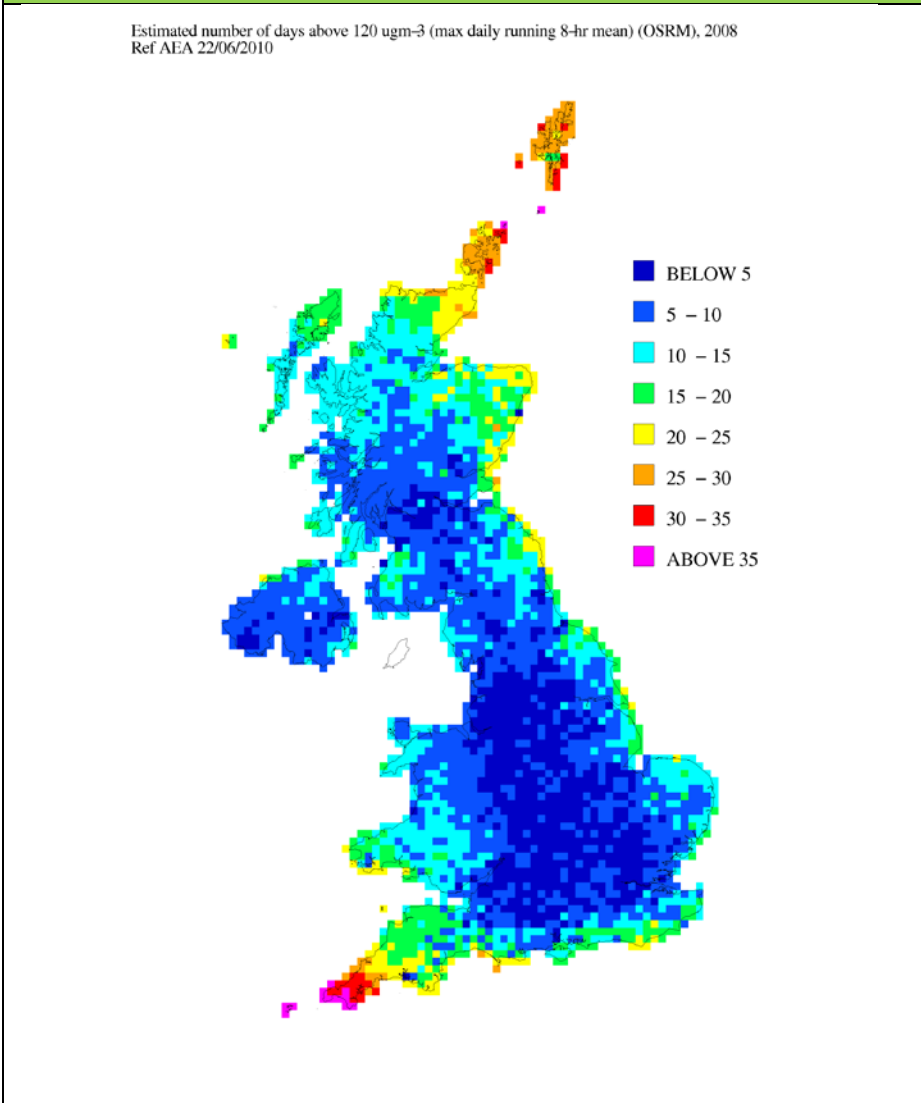 Estimated number of days above 120 ugm-3 (max daily running 8-hr mean) (OSRM), 2008
Ref AEA 22/06/2010
BELOW 5
5 - 10
10 - 15
15 - 20
20 - 25
25 - 30
30 - 35
ABOVE 35